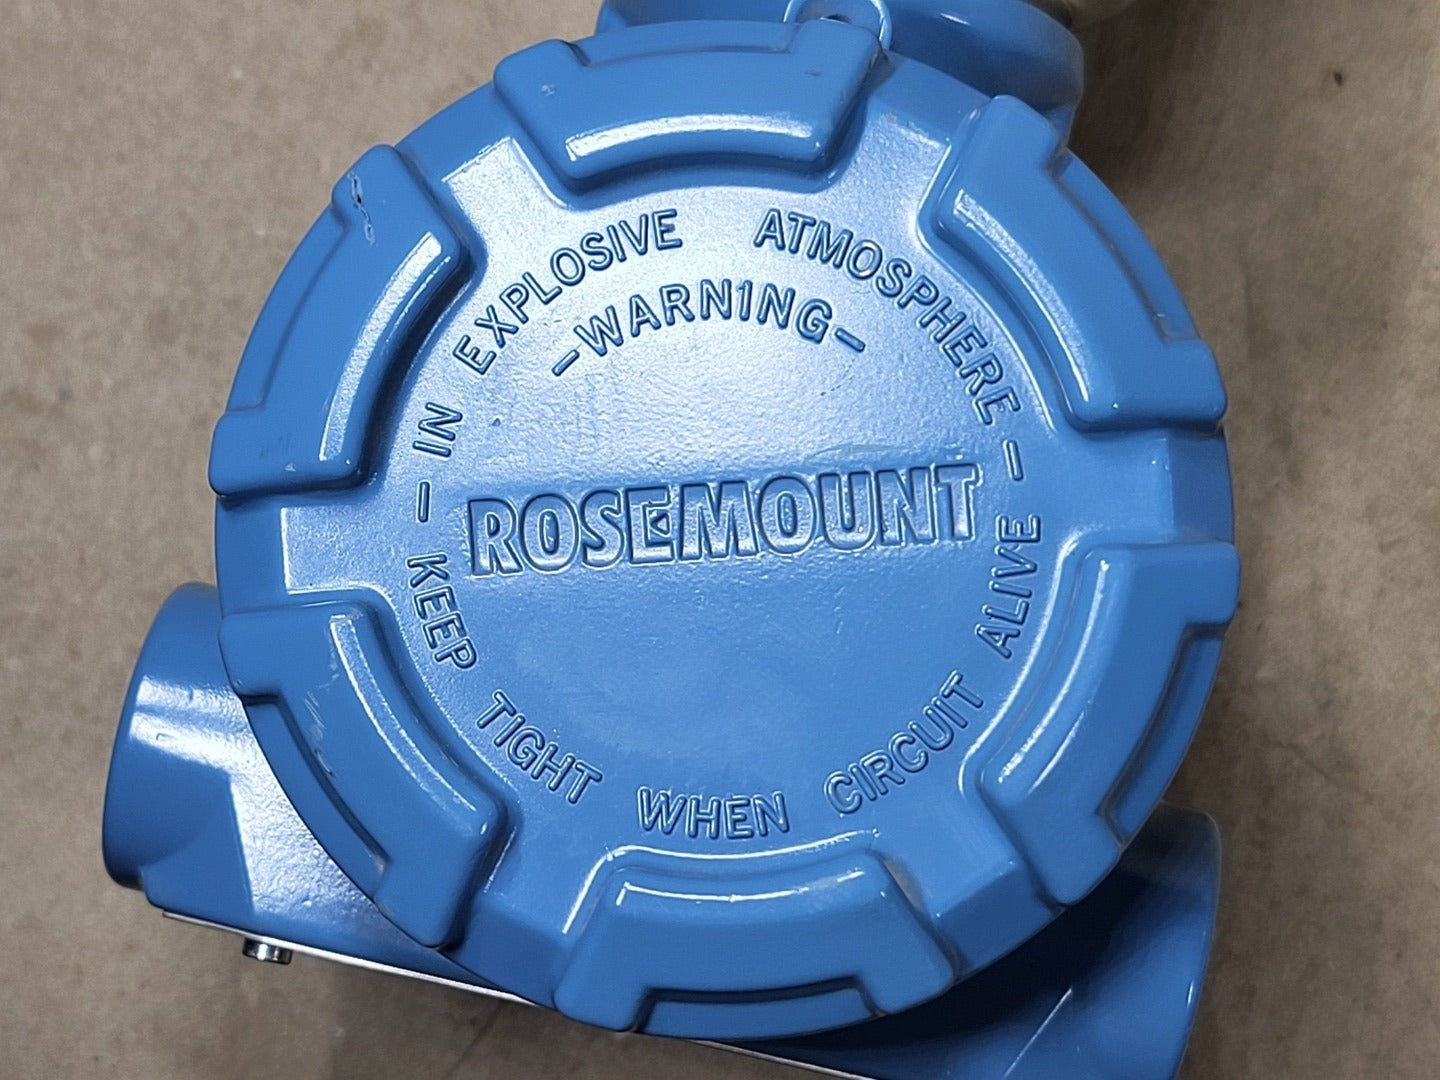 -WARNING-
IN EXPLOSIVE ATMOSPHERE -
KEEP TIGHT WHEN CIRCUIT ALIVE -
ROSEMOUNT